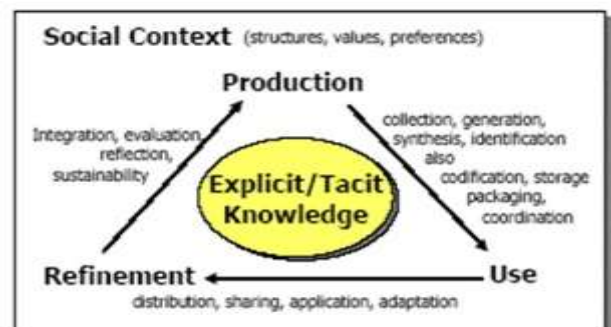 Social Context (structures, values, preferences)
Production
Integration, evaluation,
reflection,
sustainability
collection, generation,
synthesis, identification
also
codification, storage
packaging,
coordination
Explicit/Tacit
Knowledge
Refinement
Use
distribution, sharing, application, adaptation